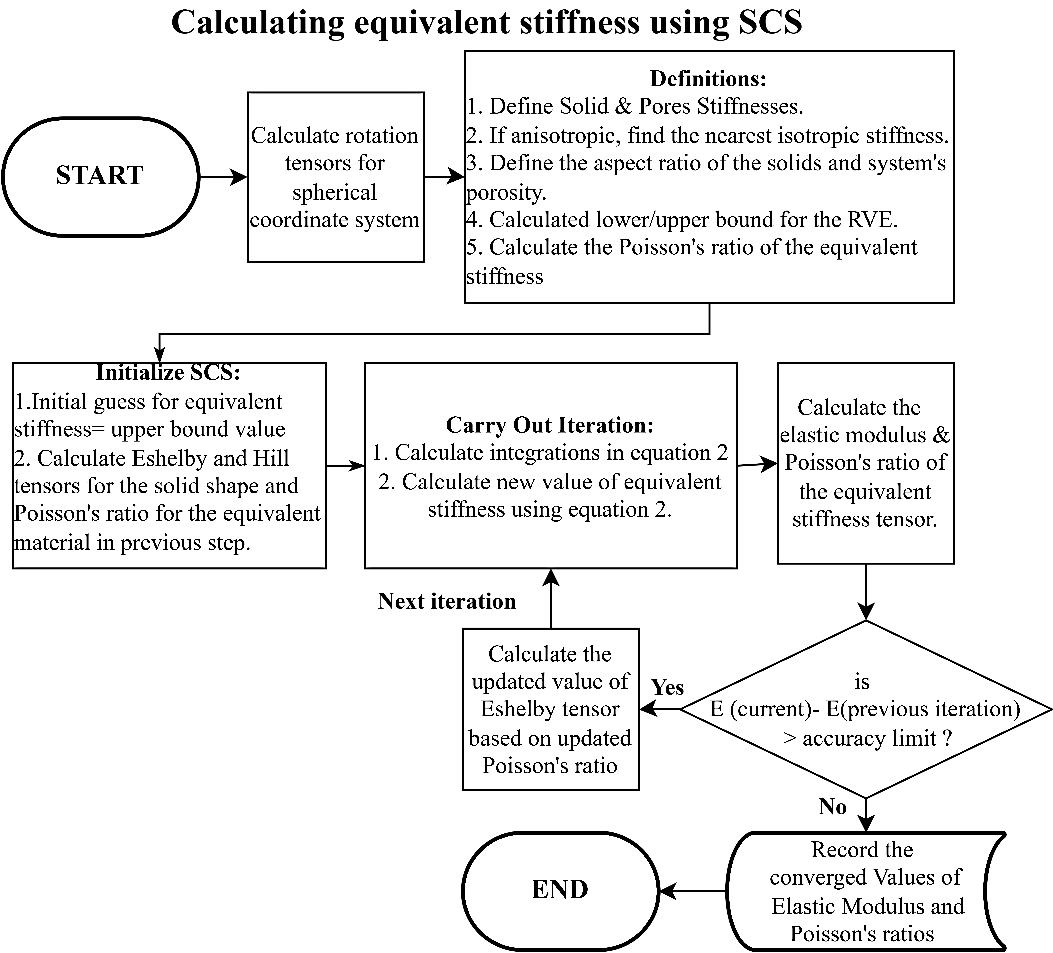 Calculating equivalent stiffness using SCS
START
Calculate rotation
tensors for
spherical
coordinate system
Definitions:
1. Define Solid & Pores Stiffnesses.
2. If anisotropic, find the nearest isotropic stiffness.
3. Define the aspect ratio of the solids and system's
porosity.
4. Calculated lower/upper bound for the RVE.
5. Calculate the Poisson's ratio of the equivalent
stiffness
Initialize SCS:
1.Initial guess for equivalent
stiffness= upper bound value
2. Calculate Eshelby and Hill
tensors for the solid shape and
Poisson's ratio for the equivalent
material in previous step.
Carry Out Iteration:
1. Calculate integrations in equation 2
2. Calculate new value of equivalent
stiffness using equation 2.
Calculate the
elastic modulus &
Poisson's ratio of
the equivalent
stiffness tensor.
is
E (current)- E(previous iteration)
> accuracy limit ?
Yes
Calculate the
updated value of
Eshelby tensor
based on updated
Poisson's ratio
Next iteration
No
Record the
converged Values of
Elastic Modulus and
Poisson's ratios
END